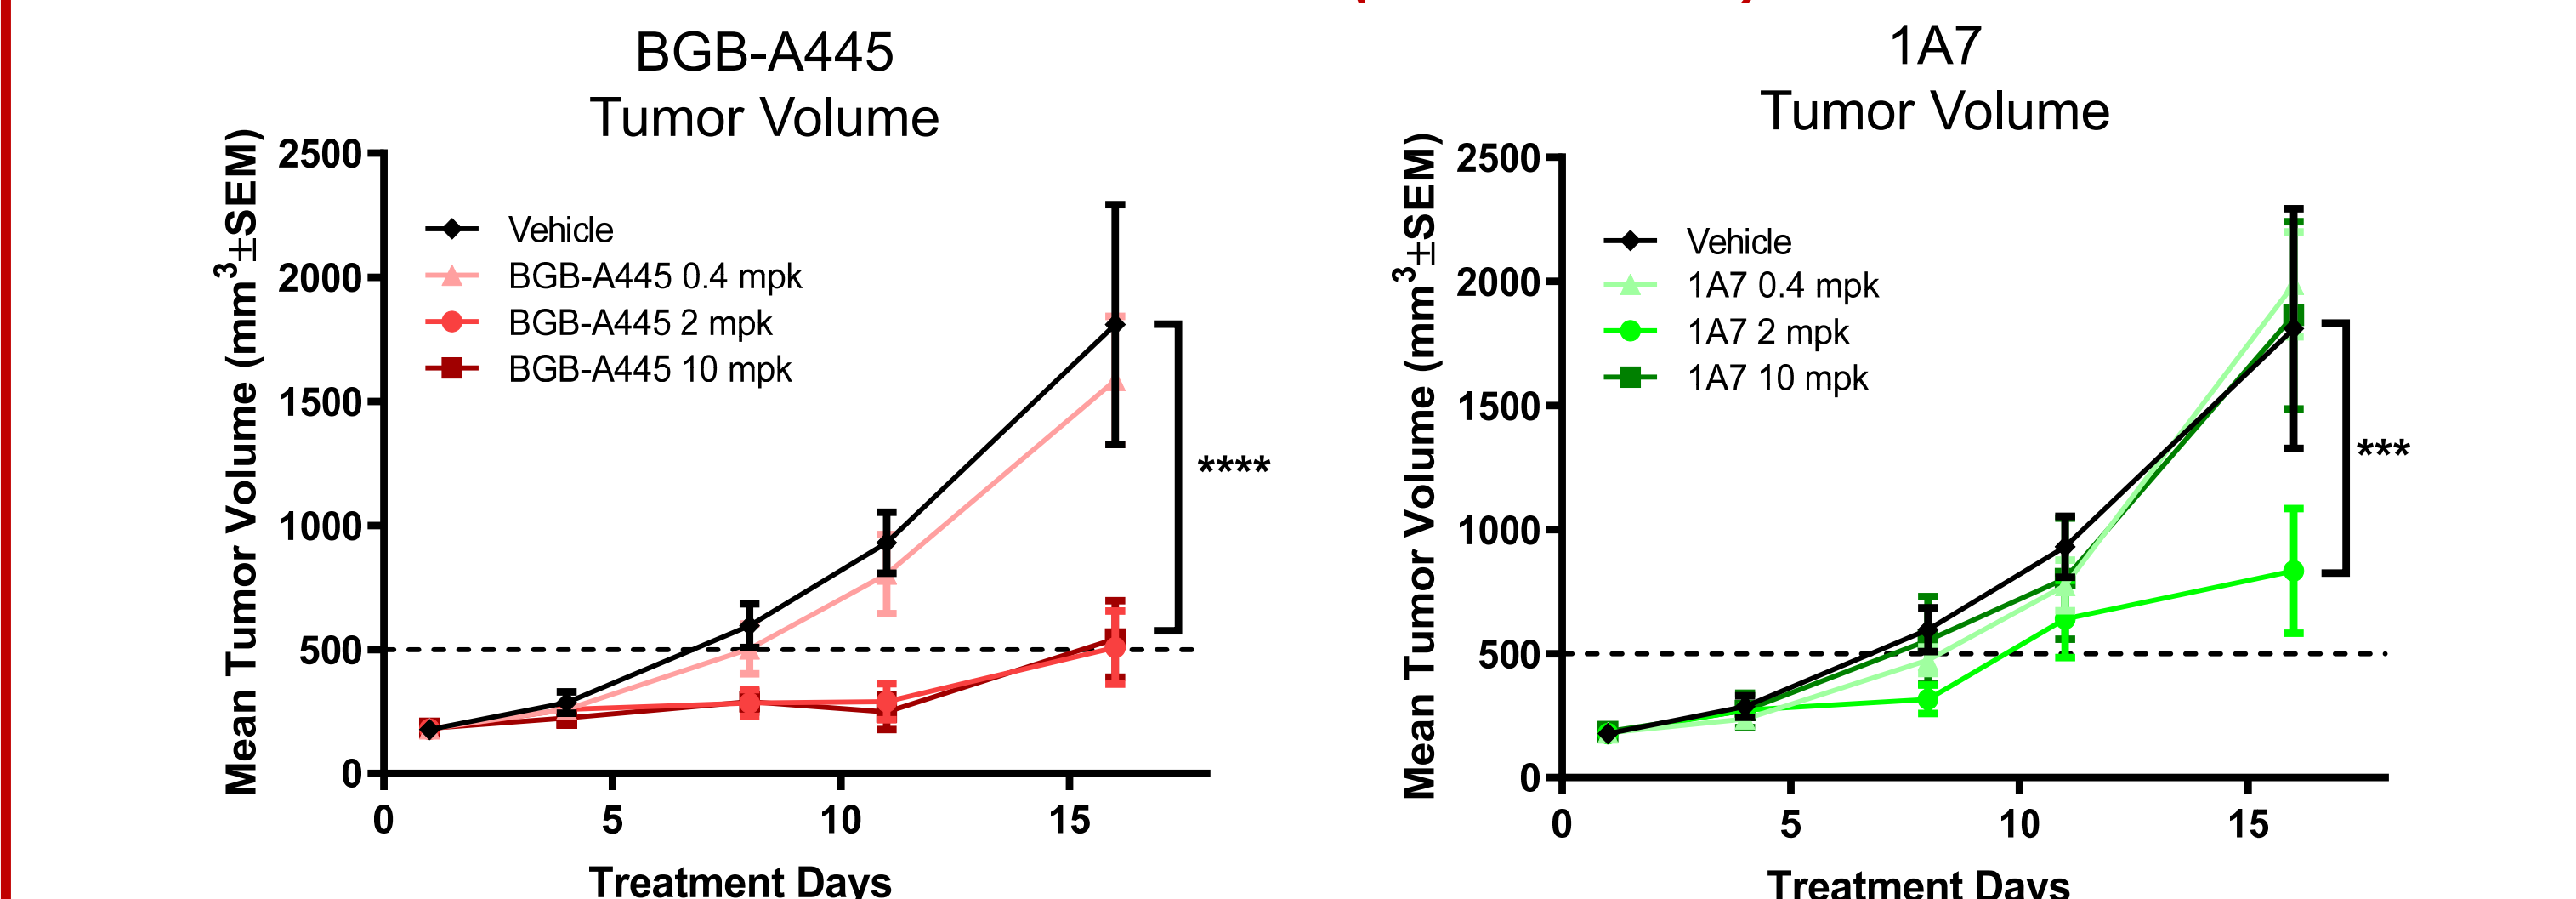 BGB-A445
Tumor Volume
Mean Tumor Volume (mm³±SEM)
2500
2000
1500
1000
500
0
Vehicle
BGB-A445 0.4 mpk
BGB-A445 2 mpk
BGB-A445 10 mpk
****
0 5 10 15
Treatment Days
1A7
Tumor Volume
Mean Tumor Volume (mm³±SEM)
2500
2000
1500
1000
500
0
Vehicle
1A7 0.4 mpk
1A7 2 mpk
1A7 10 mpk
***
0 5 10 15
Treatment Days